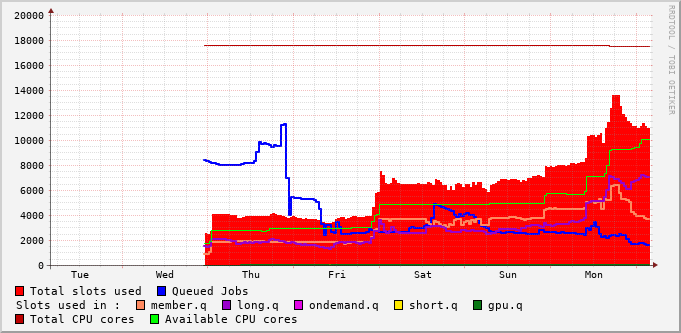 RRDTOOL / TOBI OETIKER
20000
18000
16000
14000
12000
10000
8000
6000
4000
2000
0
Tue Wed Thu Fri Sat Sun Mon
Total slots used Queued Jobs
Slots used in : member.q long.q ondemand.q short.q gpu.q
Total CPU cores Available CPU cores